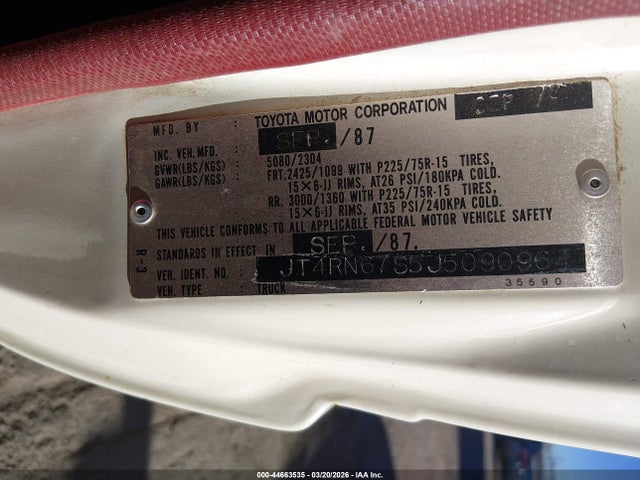 MFD. BY : TOYOTA MOTOR CORPORATION
INC. VEH. MFD. : SEP. /87
GVWR(LBS/KGS) : 5080/2304
GAWR(LBS/KGS) : FRT. 2425/1099 WITH P225/75R-15 TIRES,
15×6-JJ RIMS, AT26 PSI/180KPA COLD.
RR. 3000/1360 WITH P225/75R-15 TIRES,
15×6-JJ RIMS, AT35 PSI/240KPA COLD.
THIS VEHICLE CONFORMS TO ALL APPLICABLE FEDERAL MOTOR VEHICLE SAFETY
STANDARDS IN EFFECT : SEP. /87.
VEH. IDENT. NO. : JT4RN67S5J5090964
VEH. TYPE : TRUCK
35590
R-3
000-44663535 - 03/20/2026 - IAA Inc.